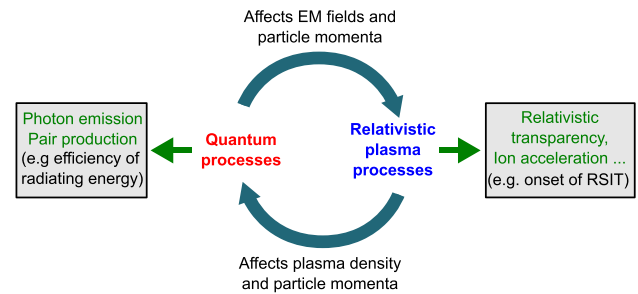 Affects EM fields and
particle momenta
Photon emission
Pair production
(e.g efficiency of
radiating energy)
Quantum
processes
Relativistic
plasma
processes
Relativistic
transparency,
Ion acceleration ...
(e.g. onset of RSIT)
Affects plasma density
and particle momenta